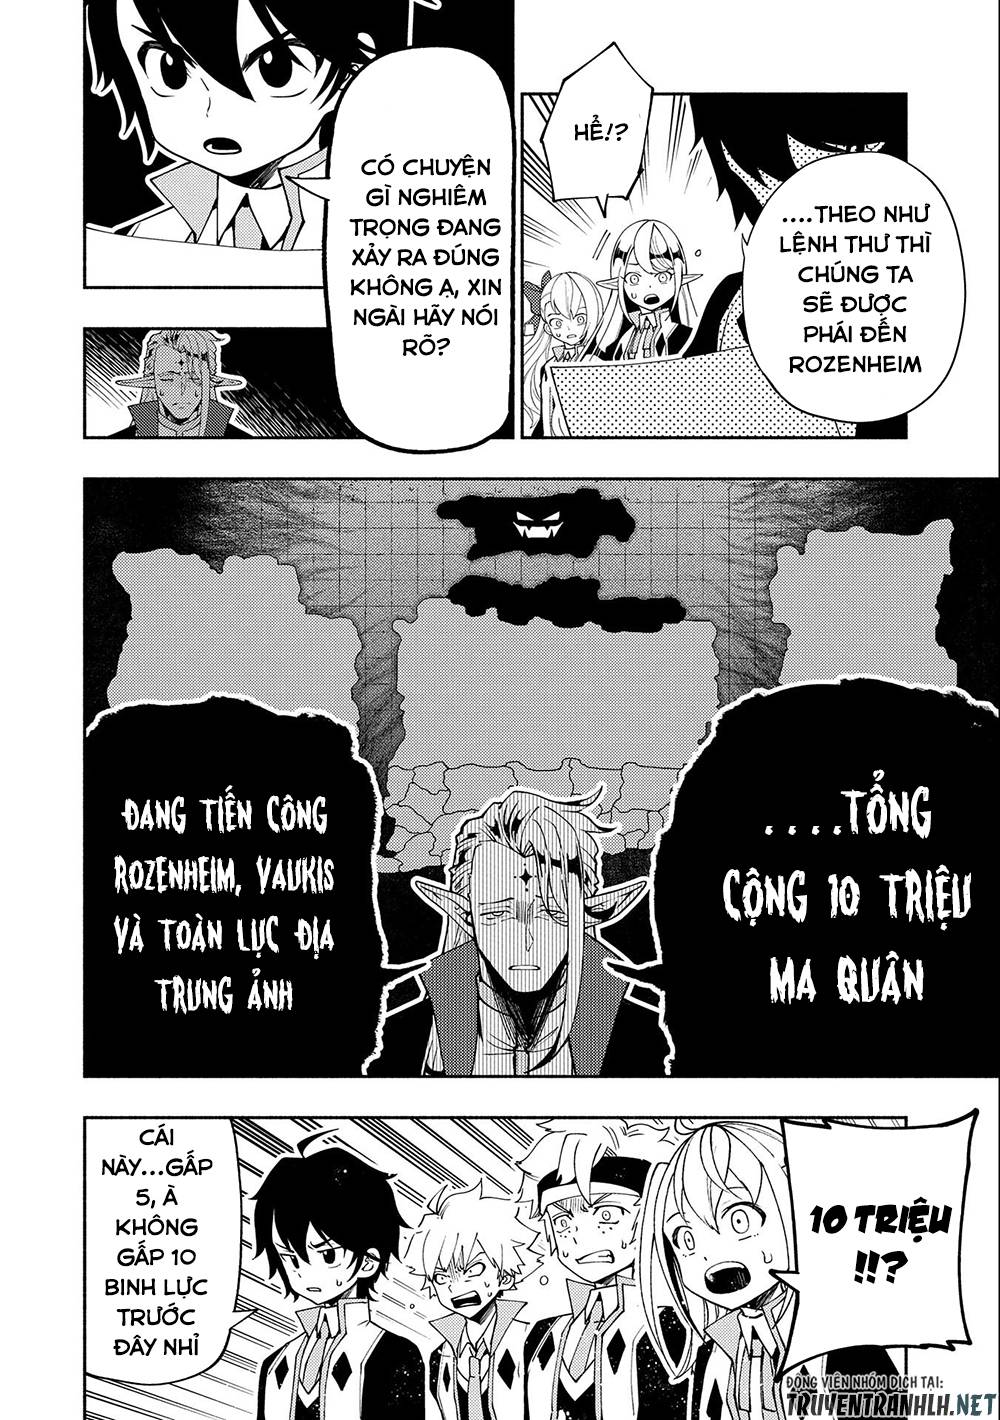 HỂ!?
....THEO NHƯ
LỆNH THƯ THÌ
CHÚNG TA
SẼ ĐƯỢC
PHÁI ĐẾN
ROZENHEIM
CÓ CHUYỆN
GÌ NGHIÊM
TRỌNG ĐANG
XẢY RA ĐÚNG
KHÔNG Ạ, XIN
NGÀI HÃY NÓI
RÕ?
....TỔNG
CỘNG 10 TRIỆU
MA QUÂN
ĐANG TIẾN CÔNG
ROZENHEIM, VAUKIS
VÀ TOÀN LỤC ĐỊA
TRUNG ẢNH
10 TRIỆU
!!?
CÁI
NÀY...GẤP
5, À
KHÔNG
GẤP 10
BINH LỰC
TRƯỚC
ĐÂY NHỈ
ĐỘNG VIÊN NHÓM DỊCH TẠI:
TRUYENTRANHLH.NET